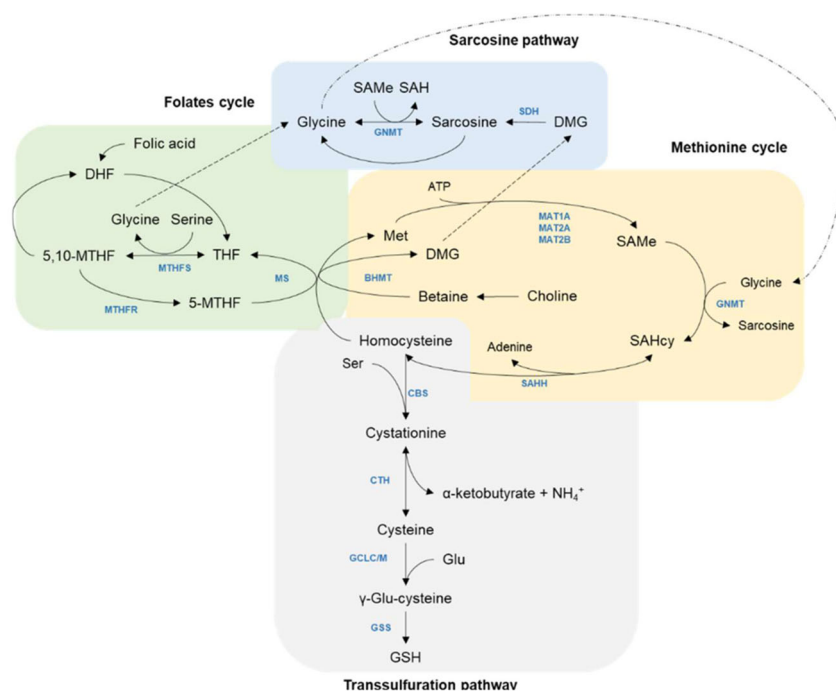 Sarcosine pathway
SAMe SAH
Folates cycle
Glycine
GNMT
Sarcosine
SDH
DMG
Folic acid
Methionine cycle
DHF
ATP
Glycine Serine
MAT1A
MAT2A
MAT2B
Met
SAMe
5,10-MTHF
MTHFS
THF
DMG
MS
BHMT
Glycine
GNMT
MTHFR
5-MTHF
Betaine
Choline
Sarcosine
Homocysteine
Adenine
SAHcy
Ser
SAHH
CBS
Cystationine
CTH
α-ketobutyrate + NH₄⁺
Cysteine
GCLC/M
Glu
γ-Glu-cysteine
GSS
GSH
Transsulfuration pathway